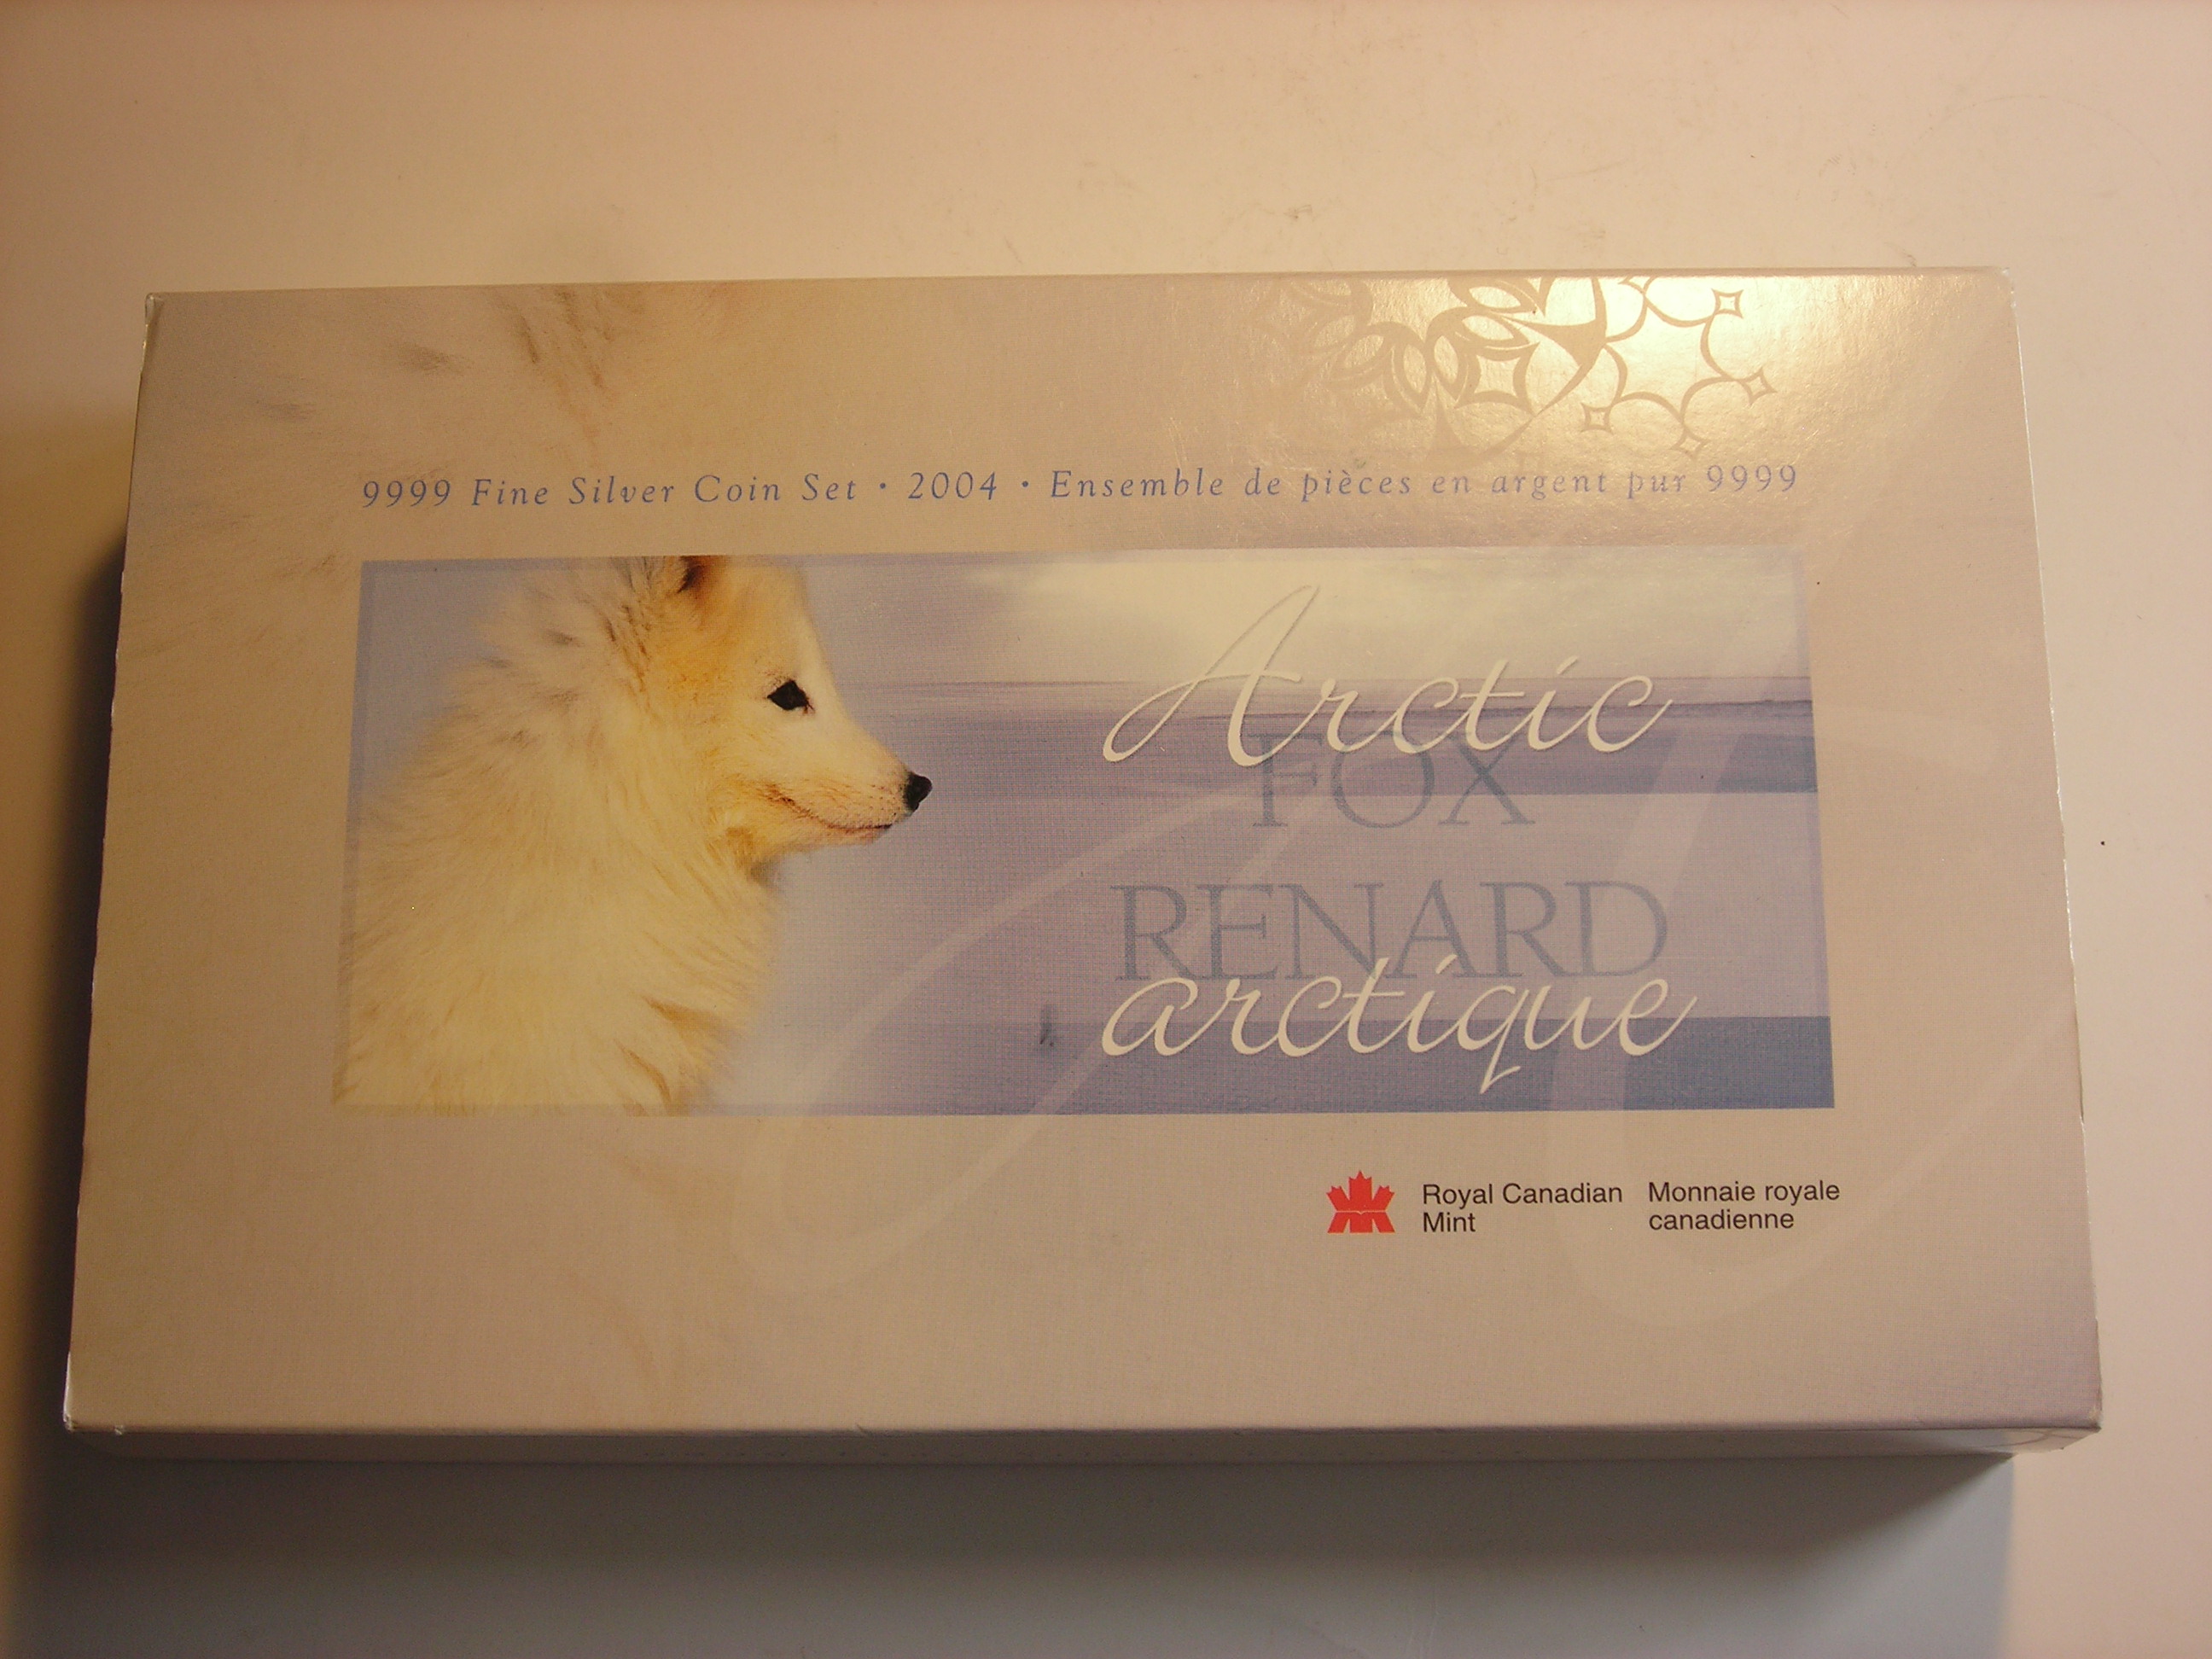 9999 Fine Silver Coin Set • 2004 • Ensemble de pièces en argent pur 9999
Arctic
FOX
RENARD
arctique
Royal Canadian Mint
Monnaie royale canadienne